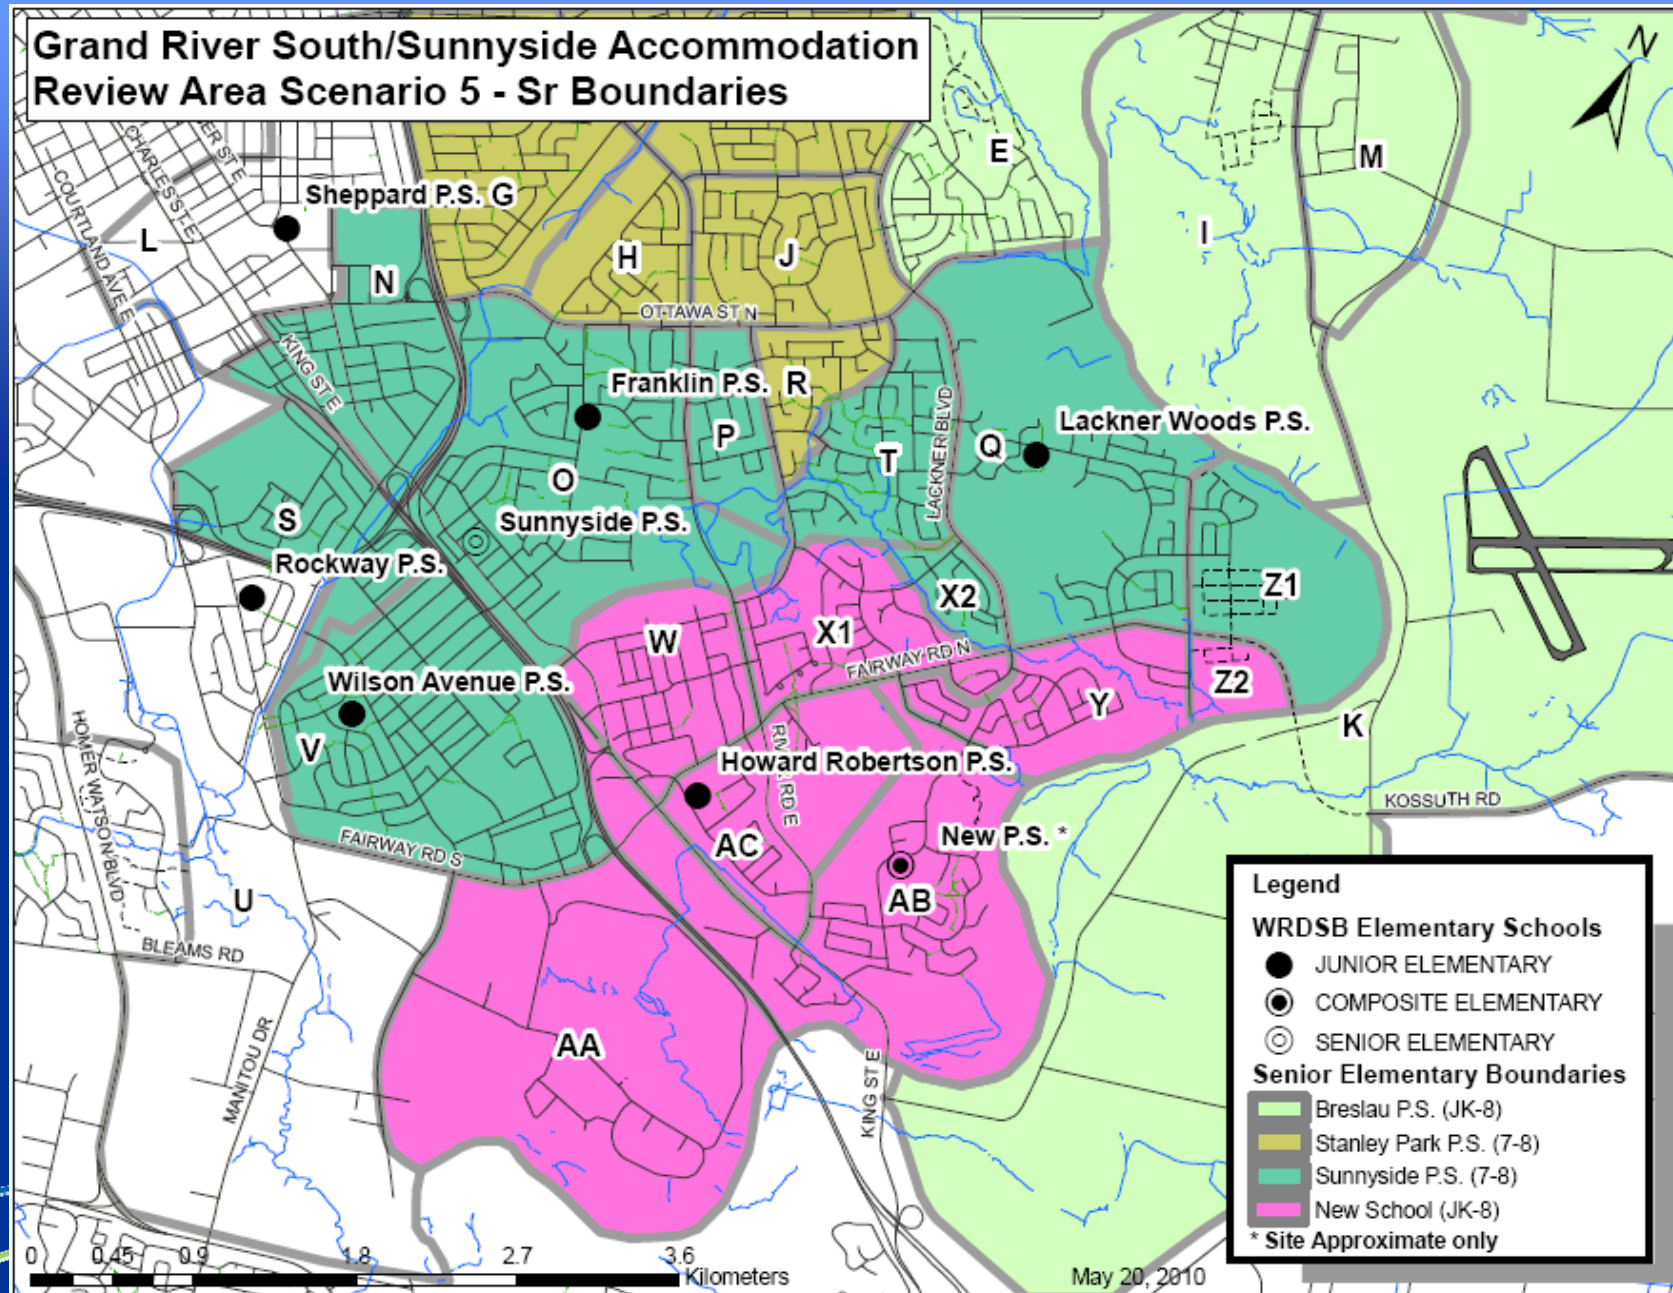 Grand River South/Sunnyside Accommodation
Review Area Scenario 5 - Sr Boundaries
N
E
M
CHARLES ST E
COURTLAND AVE E
Sheppard P.S.
G
L
I
H
J
N
OTTAWA ST N
KING ST E
Franklin P.S.
R
LACKNER BLVD
Lackner Woods P.S.
P
Q
T
O
S
Sunnyside P.S.
Rockway P.S.
Z1
X2
X1
W
FAIRWAY RD N
Wilson Avenue P.S.
Z2
Y
K
V
HOMER WATSON BLVD
RIVER RD E
Howard Robertson P.S.
KOSSUTH RD
New P.S. *
FAIRWAY RD S
AC
AB
U
BLEAMS RD
AA
MANITOU DR
KING ST E
Legend
WRDSB Elementary Schools
JUNIOR ELEMENTARY
COMPOSITE ELEMENTARY
SENIOR ELEMENTARY
Senior Elementary Boundaries
Breslau P.S. (JK-8)
Stanley Park P.S. (7-8)
Sunnyside P.S. (7-8)
New School (JK-8)
* Site Approximate only
0 0.45 0.9 1.8 2.7 3.6
Kilometers
May 20, 2010